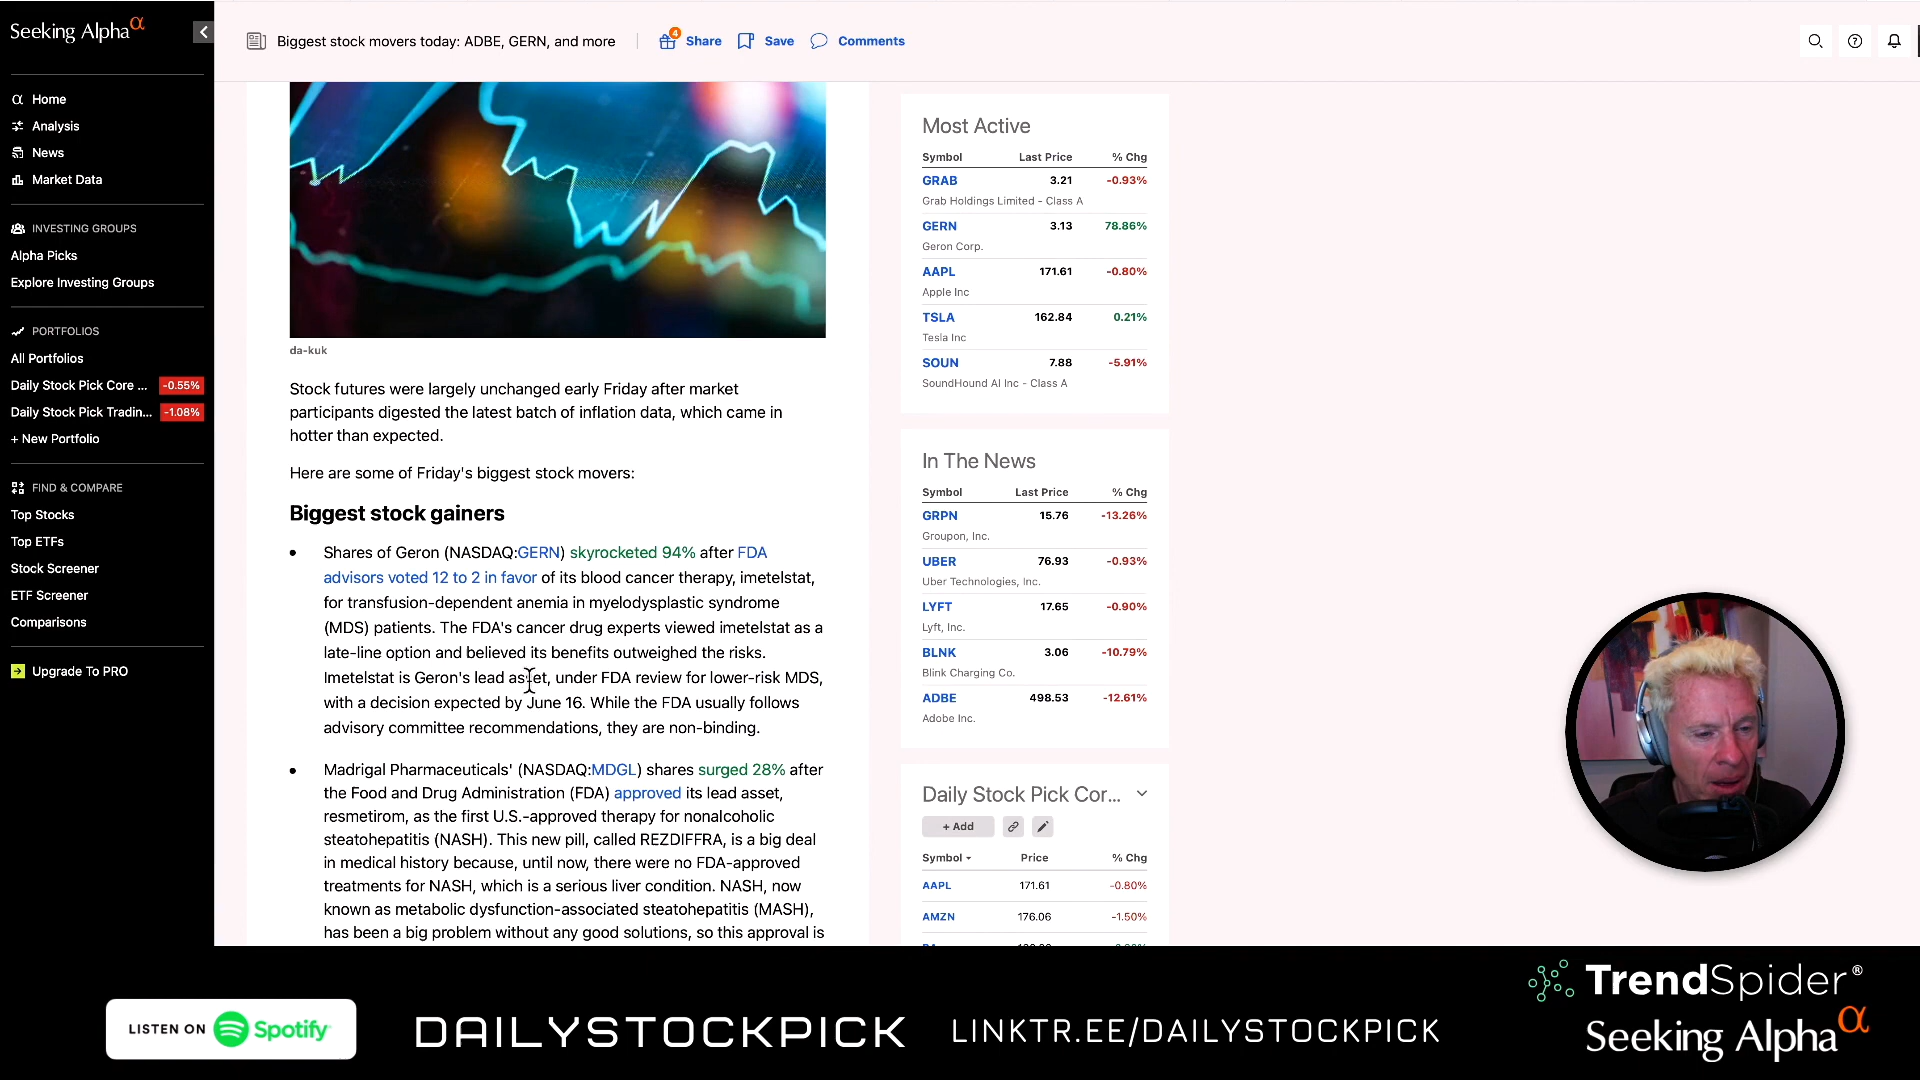 Seeking Alpha α
Biggest stock movers today: ADBE, GERN, and more
4
Share
Save
Comments
Home
Analysis
News
Market Data
INVESTING GROUPS
Alpha Picks
Explore Investing Groups
PORTFOLIOS
All Portfolios
Daily Stock Pick Core ... -0.55%
Daily Stock Pick Tradin... -1.08%
+ New Portfolio
FIND & COMPARE
Top Stocks
Top ETFs
Stock Screener
ETF Screener
Comparisons
Upgrade To PRO
da-kuk
Stock futures were largely unchanged early Friday after market
participants digested the latest batch of inflation data, which came in
hotter than expected.
Here are some of Friday's biggest stock movers:
Biggest stock gainers
• Shares of Geron (NASDAQ:GERN) skyrocketed 94% after FDA
advisors voted 12 to 2 in favor of its blood cancer therapy, imetelstat,
for transfusion-dependent anemia in myelodysplastic syndrome
(MDS) patients. The FDA's cancer drug experts viewed imetelstat as a
late-line option and believed its benefits outweighed the risks.
Imetelstat is Geron's lead asset, under FDA review for lower-risk MDS,
with a decision expected by June 16. While the FDA usually follows
advisory committee recommendations, they are non-binding.
• Madrigal Pharmaceuticals' (NASDAQ:MDGL) shares surged 28% after
the Food and Drug Administration (FDA) approved its lead asset,
resmetirom, as the first U.S.-approved therapy for nonalcoholic
steatohepatitis (NASH). This new pill, called REZDIFFRA, is a big deal
in medical history because, until now, there were no FDA-approved
treatments for NASH, which is a serious liver condition. NASH, now
known as metabolic dysfunction-associated steatohepatitis (MASH),
has been a big problem without any good solutions, so this approval is
Most Active
Symbol Last Price % Chg
GRAB 3.21 -0.93%
Grab Holdings Limited - Class A
GERN 3.13 78.86%
Geron Corp.
AAPL 171.61 -0.80%
Apple Inc
TSLA 162.84 0.21%
Tesla Inc
SOUN 7.88 -5.91%
SoundHound AI Inc - Class A
In The News
Symbol Last Price % Chg
GRPN 15.76 -13.26%
Groupon, Inc.
UBER 76.93 -0.93%
Uber Technologies, Inc.
LYFT 17.65 -0.90%
Lyft, Inc.
BLNK 3.06 -10.79%
Blink Charging Co.
ADBE 498.53 -12.61%
Adobe Inc.
Daily Stock Pick Cor...
+ Add
Symbol Price % Chg
AAPL 171.61 -0.80%
AMZN 176.06 -1.50%
LISTEN ON Spotify
DAILYSTOCKPICK
LINKTR.EE/DAILYSTOCKPICK
TrendSpider®
Seeking Alpha α